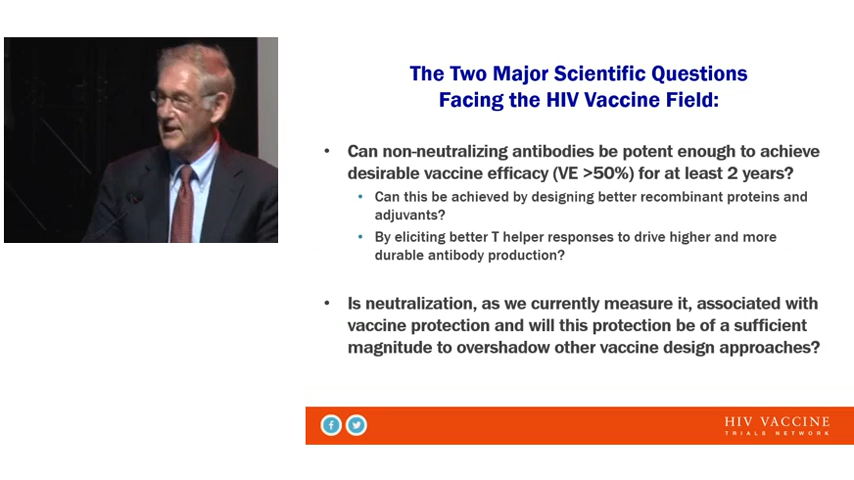 The Two Major Scientific Questions
Facing the HIV Vaccine Field:
• Can non-neutralizing antibodies be potent enough to achieve
desirable vaccine efficacy (VE >50%) for at least 2 years?
• Can this be achieved by designing better recombinant proteins and
adjuvants?
• By eliciting better T helper responses to drive higher and more
durable antibody production?
• Is neutralization, as we currently measure it, associated with
vaccine protection and will this protection be of a sufficient
magnitude to overshadow other vaccine design approaches?
HIV VACCINE
TRIALS NETWORK